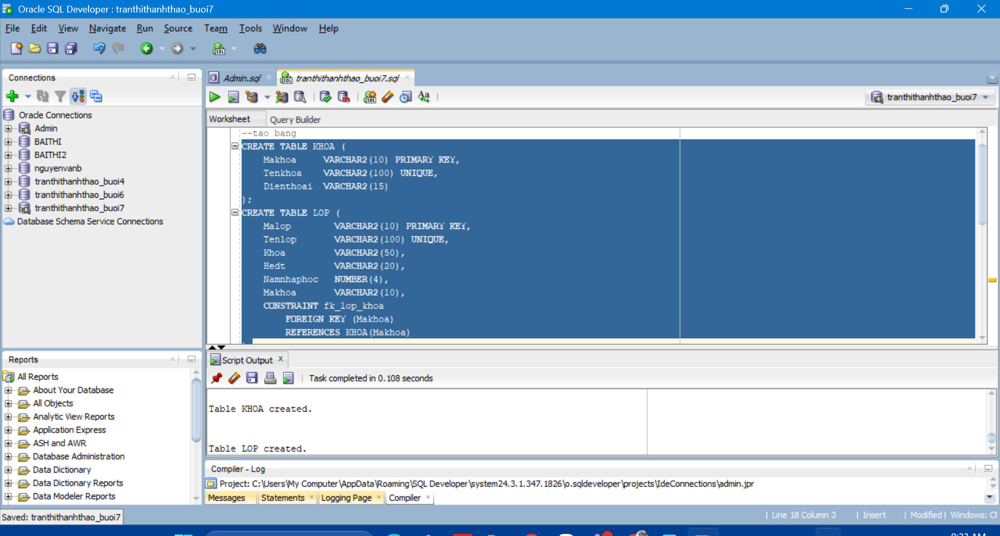 Oracle SQL Developer : tranthithanhthao_buoi7
File Edit View Navigate Run Source Team Tools Window Help
Connections
Oracle Connections
Admin
BAITHI
BAITHI2
nguyenvanb
tranthithanhthao_buoi4
tranthithanhthao_buoi6
tranthithanhthao_buoi7
Database Schema Service Connections
Reports
All Reports
About Your Database
All Objects
Analytic View Reports
Application Express
ASH and AWR
Database Administration
Data Dictionary
Data Dictionary Reports
Data Modeler Reports
Admin.sql tranthithanhthao_buoi7.sql
tranthithanhthao_buoi7
Worksheet Query Builder
--tao bang
CREATE TABLE KHOA (
Makhoa VARCHAR2(10) PRIMARY KEY,
Tenkhoa VARCHAR2(100) UNIQUE,
Dienthoai VARCHAR2(15)
);
CREATE TABLE LOP (
Malop VARCHAR2(10) PRIMARY KEY,
Tenlop VARCHAR2(100) UNIQUE,
Khoa VARCHAR2(50),
Hedt VARCHAR2(20),
Namnhaphoc NUMBER(4),
Makhoa VARCHAR2(10),
CONSTRAINT fk_lop_khoa
FOREIGN KEY (Makhoa)
REFERENCES KHOA(Makhoa)
Script Output
Task completed in 0.108 seconds
Table KHOA created.
Table LOP created.
Compiler - Log
Project: C:\Users\My Computer\AppData\Roaming\SQL Developer\system24.3.1.347.1826\o.sqldeveloper\projects\IdeConnections\admin.jpr
Messages Statements Logging Page Compiler
Saved: tranthithanhthao_buoi7
| Line 18 Column 3 | Insert | Modified | Windows: